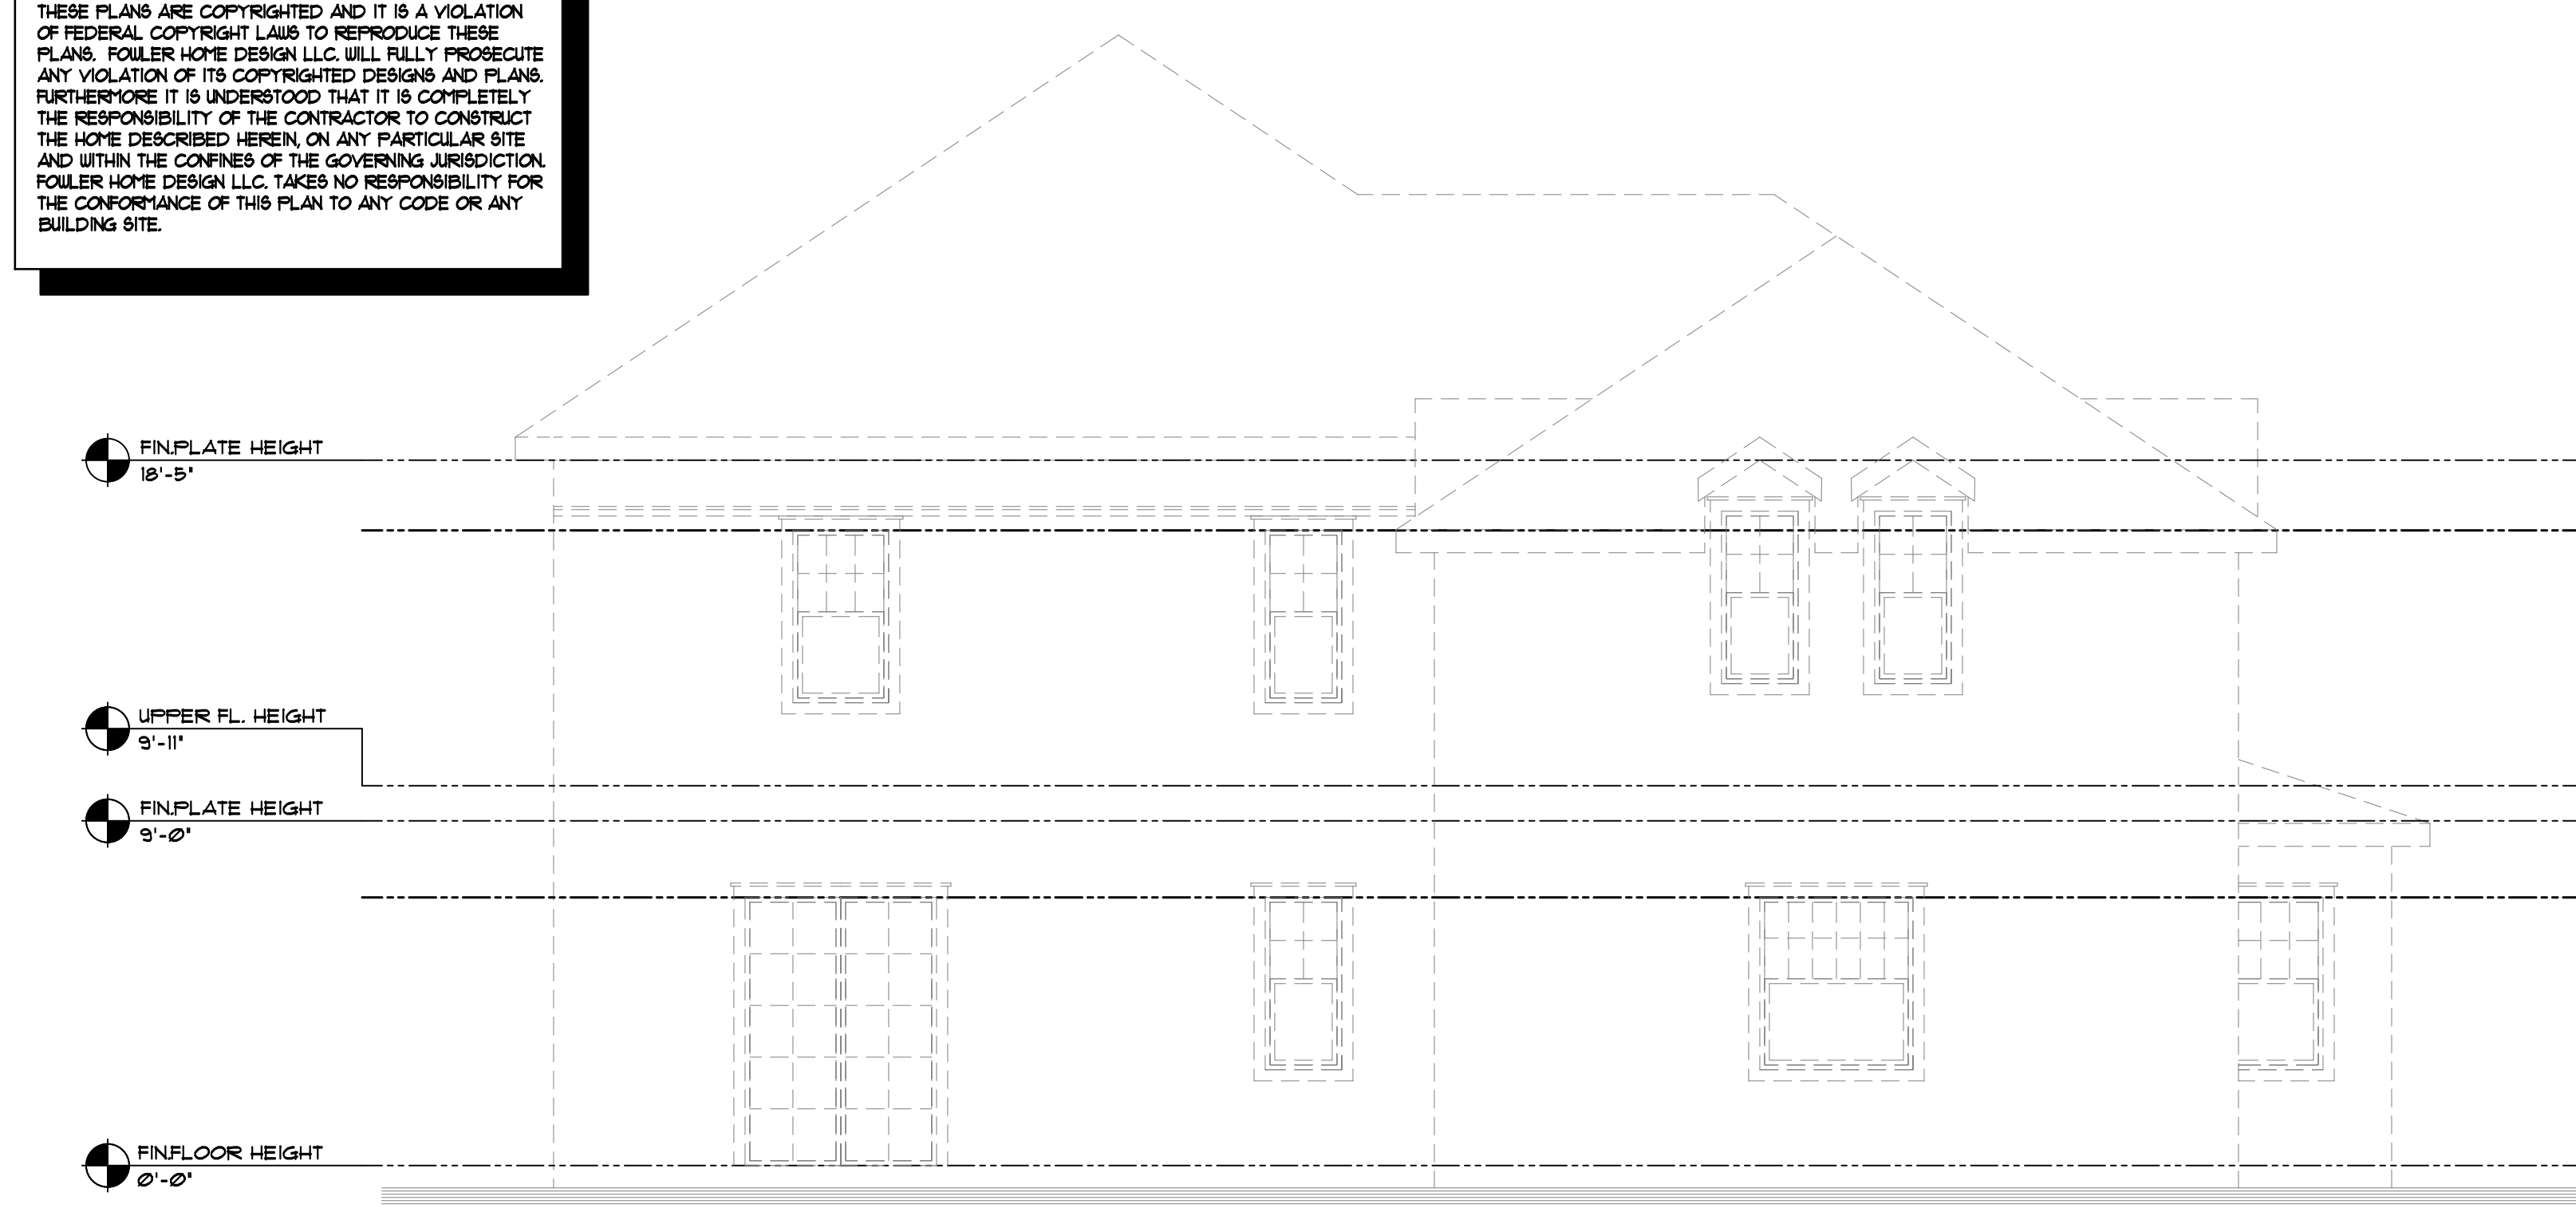 THESE PLANS ARE COPYRIGHTED AND IT IS A VIOLATION
OF FEDERAL COPYRIGHT LAWS TO REPRODUCE THESE
PLANS. FOWLER HOME DESIGN LLC. WILL FULLY PROSECUTE
ANY VIOLATION OF ITS COPYRIGHTED DESIGNS AND PLANS.
FURTHERMORE IT IS UNDERSTOOD THAT IT IS COMPLETELY
THE RESPONSIBILITY OF THE CONTRACTOR TO CONSTRUCT
THE HOME DESCRIBED HEREIN, ON ANY PARTICULAR SITE
AND WITHIN THE CONFINES OF THE GOVERNING JURISDICTION.
FOWLER HOME DESIGN LLC. TAKES NO RESPONSIBILITY FOR
THE CONFORMANCE OF THIS PLAN TO ANY CODE OR ANY
BUILDING SITE.
FIN.PLATE HEIGHT
18'-5"
UPPER FL. HEIGHT
9'-11"
FIN.PLATE HEIGHT
9'-0"
FIN.FLOOR HEIGHT
0'-0"